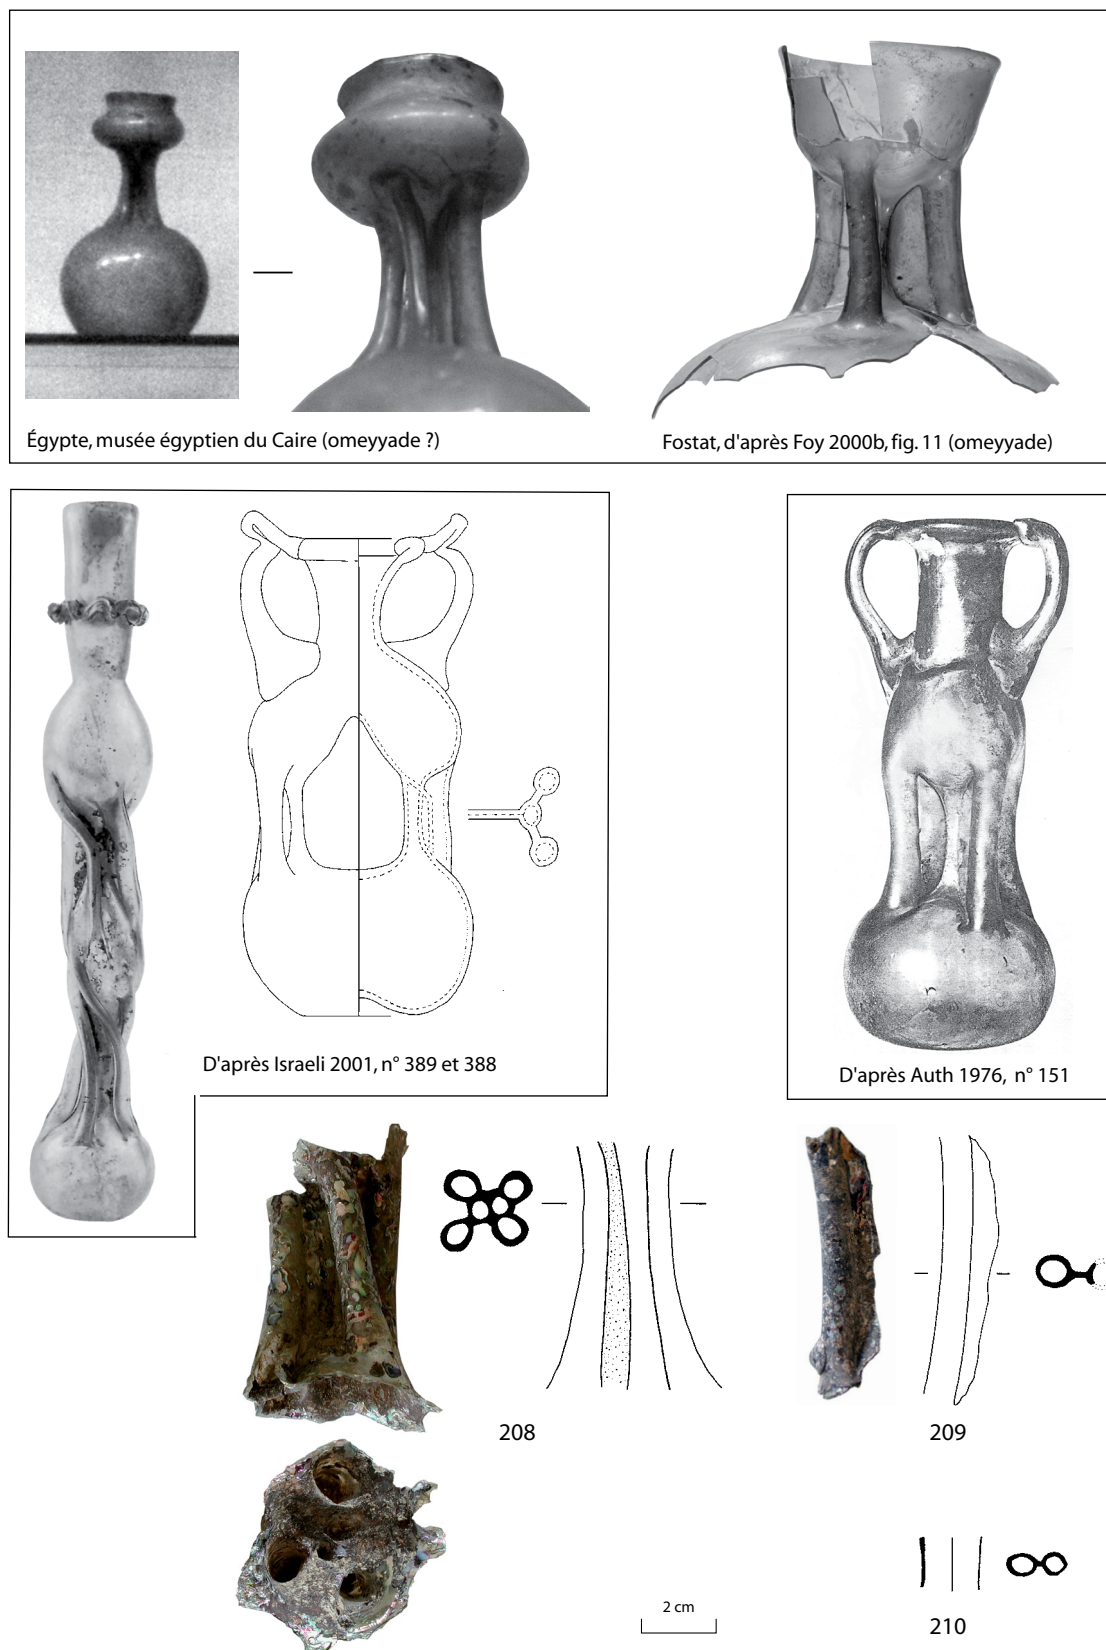 Égypte, musée égyptien du Caire (omeyyade ?)
Fostat, d'après Foy 2000b, fig. 11 (omeyyade)
D'après Israeli 2001, n° 389 et 388
D'après Auth 1976, n° 151
208
209
2 cm
210